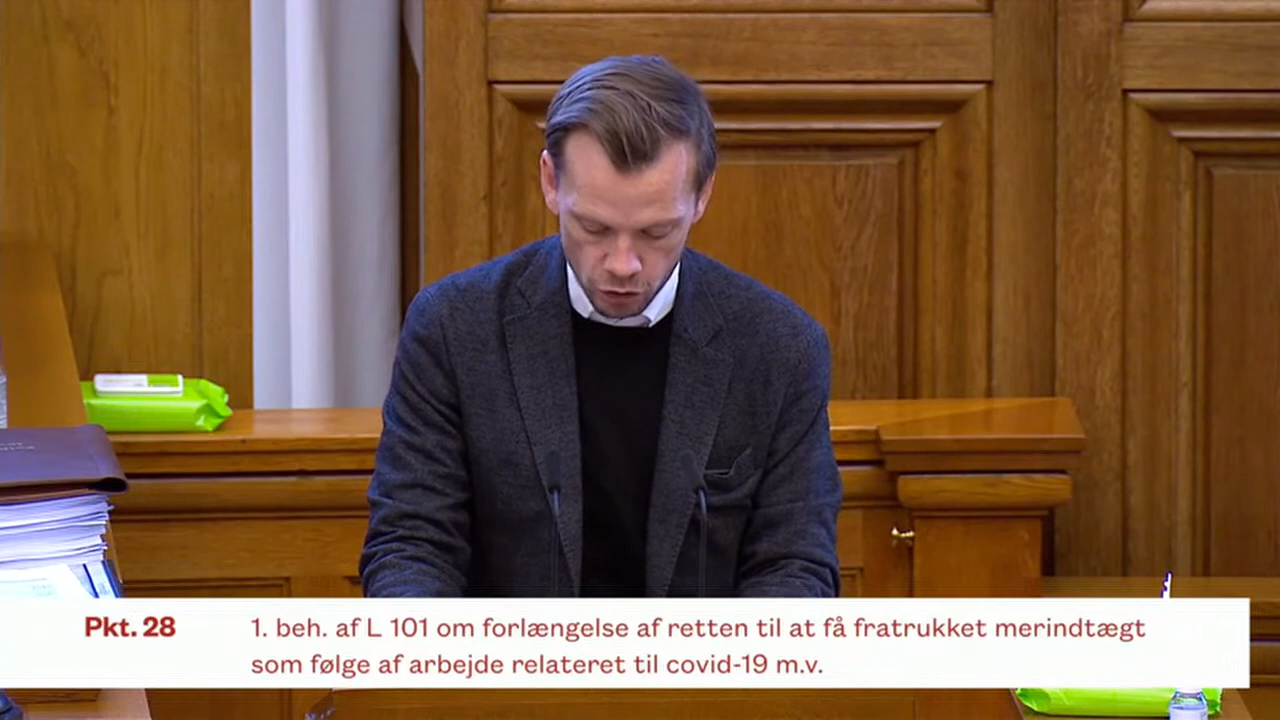 Pkt. 28
1. beh. af L 101 om forlængelse af retten til at få fratrukket merindtægt
som følge af arbejde relateret til covid-19 m.v.